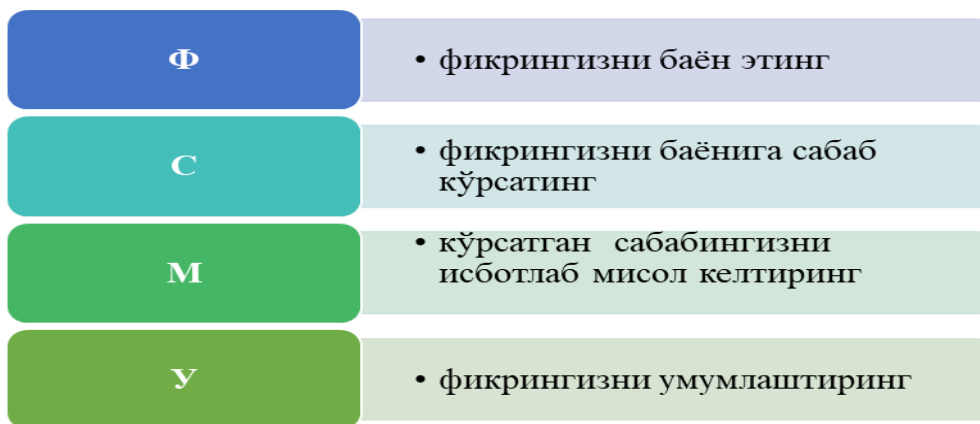 Ф
• фикрингизни баён этинг
С
• фикрингизни баёнига сабаб
кўрсатинг
М
• кўрсатган сабабингизни
исботлаб мисол келтиринг
У
• фикрингизни умумлаштиринг